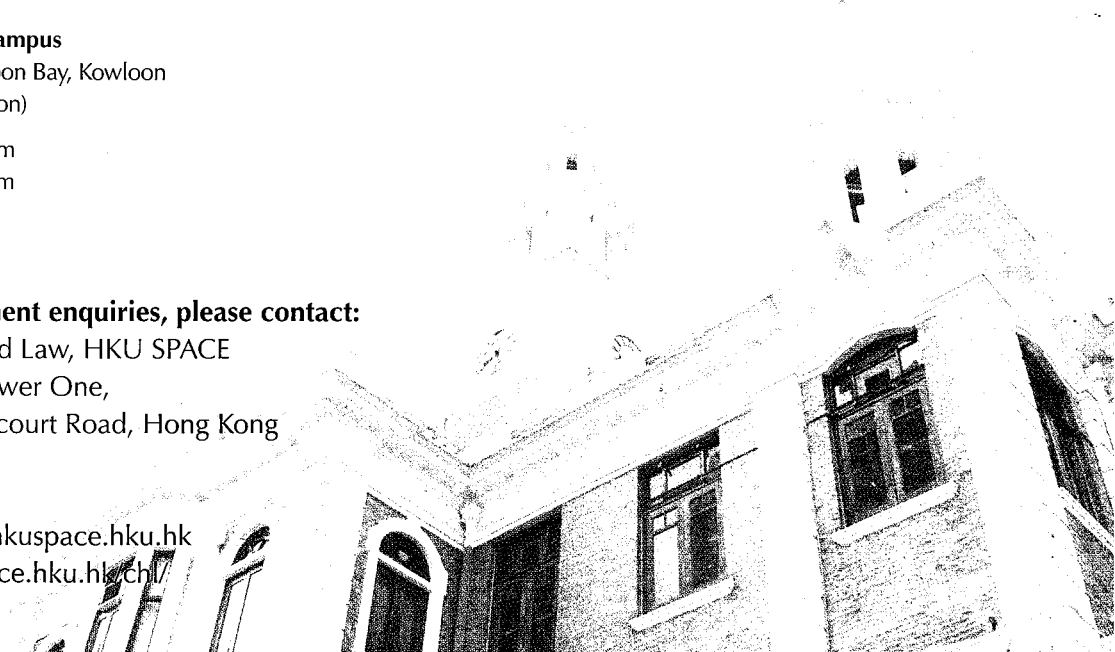 ampus
on Bay, Kowloon
on)
m
m
ent enquiries, please contact:
d Law, HKU SPACE
wer One,
court Road, Hong Kong
kuspace.hku.hk
ce.hku.hk/chl/